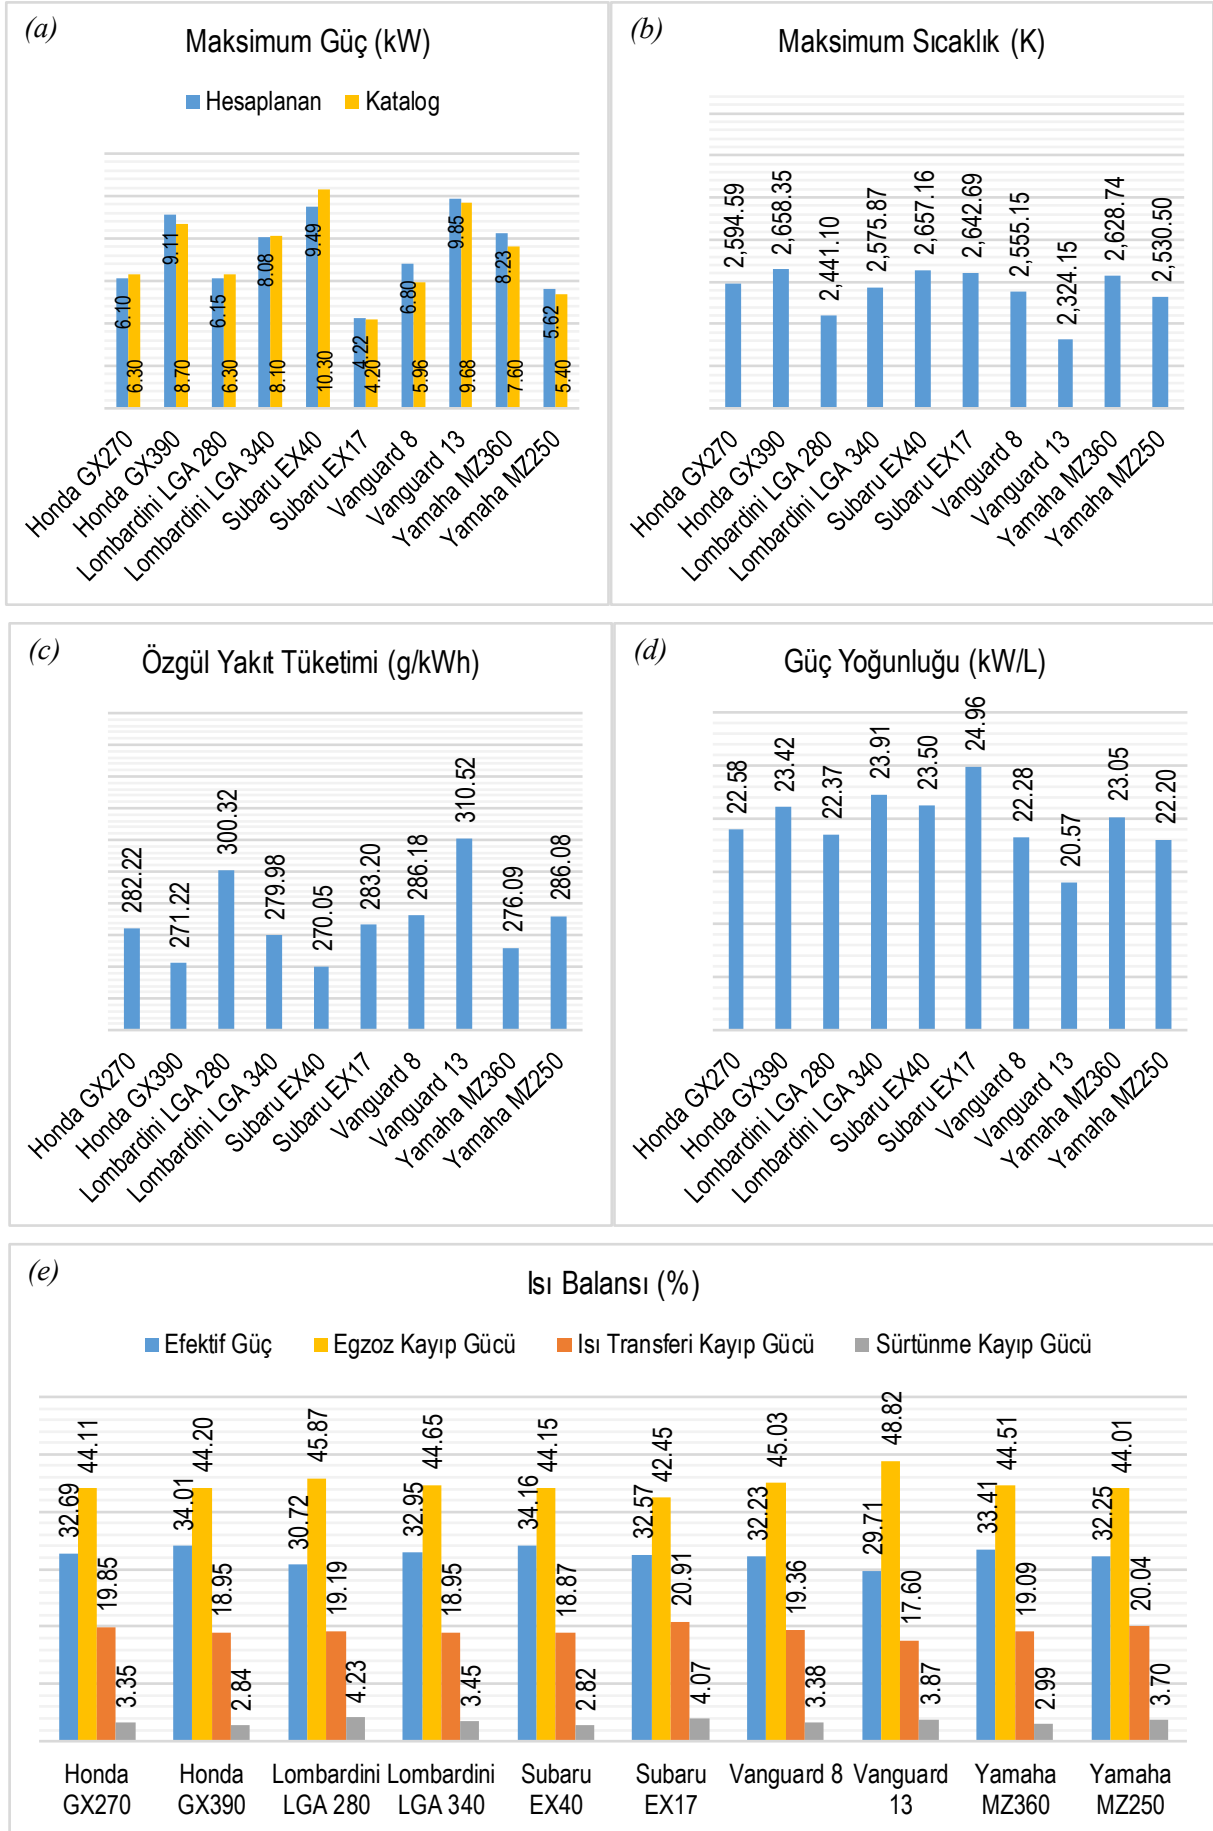 (a)
Maksimum Güç (kW)
Hesaplanan Katalog
6.10 9.11 6.15 8.08 9.49 4.22 6.80 9.85 8.23 5.62
6.30 8.70 6.30 8.10 10.30 4.20 5.96 9.68 7.60 5.40
Honda GX270
Honda GX390
Lombardini LGA 280
Lombardini LGA 340
Subaru EX40
Subaru EX17
Vanguard 8
Vanguard 13
Yamaha MZ360
Yamaha MZ250
(b)
Maksimum Sıcaklık (K)
2,594.59 2,658.35 2,441.10 2,575.87 2,657.16 2,642.69 2,555.15 2,324.15 2,628.74 2,530.50
Honda GX270
Honda GX390
Lombardini LGA 280
Lombardini LGA 340
Subaru EX40
Subaru EX17
Vanguard 8
Vanguard 13
Yamaha MZ360
Yamaha MZ250
(c)
Özgül Yakıt Tüketimi (g/kWh)
282.22 271.22 300.32 279.98 270.05 283.20 286.18 310.52 276.09 286.08
Honda GX270
Honda GX390
Lombardini LGA 280
Lombardini LGA 340
Subaru EX40
Subaru EX17
Vanguard 8
Vanguard 13
Yamaha MZ360
Yamaha MZ250
(d)
Güç Yoğunluğu (kW/L)
22.58 23.42 22.37 23.91 23.50 24.96 22.28 20.57 23.05 22.20
Honda GX270
Honda GX390
Lombardini LGA 280
Lombardini LGA 340
Subaru EX40
Subaru EX17
Vanguard 8
Vanguard 13
Yamaha MZ360
Yamaha MZ250
(e)
Isı Balansı (%)
Efektif Güç Egzoz Kayıp Gücü Isı Transferi Kayıp Gücü Sürtünme Kayıp Gücü
32.69 44.11 19.85 3.35
34.01 44.20 18.95 2.84
30.72 45.87 19.19 4.23
32.95 44.65 18.95 3.45
34.16 44.15 18.87 2.82
32.57 42.45 20.91 4.07
32.23 45.03 19.36 3.38
29.71 48.82 17.60 3.87
33.41 44.51 19.09 2.99
32.25 44.01 20.04 3.70
Honda Honda Lombardini Lombardini Subaru Subaru Vanguard 8 Vanguard Yamaha Yamaha
GX270 GX390 LGA 280 LGA 340 EX40 EX17 13 MZ360 MZ250